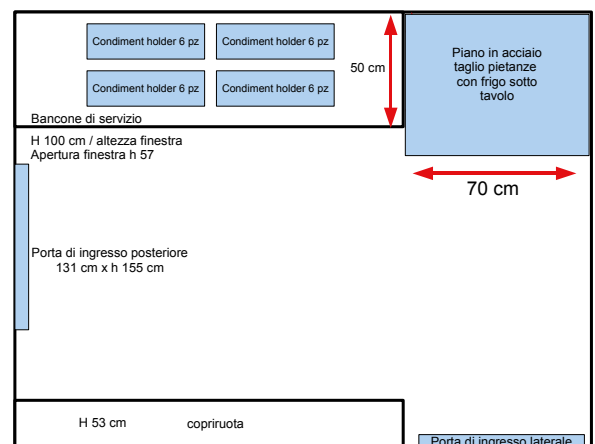 Condiment holder 6 pz
Condiment holder 6 pz
Condiment holder 6 pz
Condiment holder 6 pz
50 cm
Bancone di servizio
Piano in acciaio
taglio pietanze
con frigo sotto
tavolo
H 100 cm / altezza finestra
Apertura finestra h 57
70 cm
Porta di ingresso posteriore
131 cm x h 155 cm
H 53 cm
copriruota
Porta di ingresso laterale